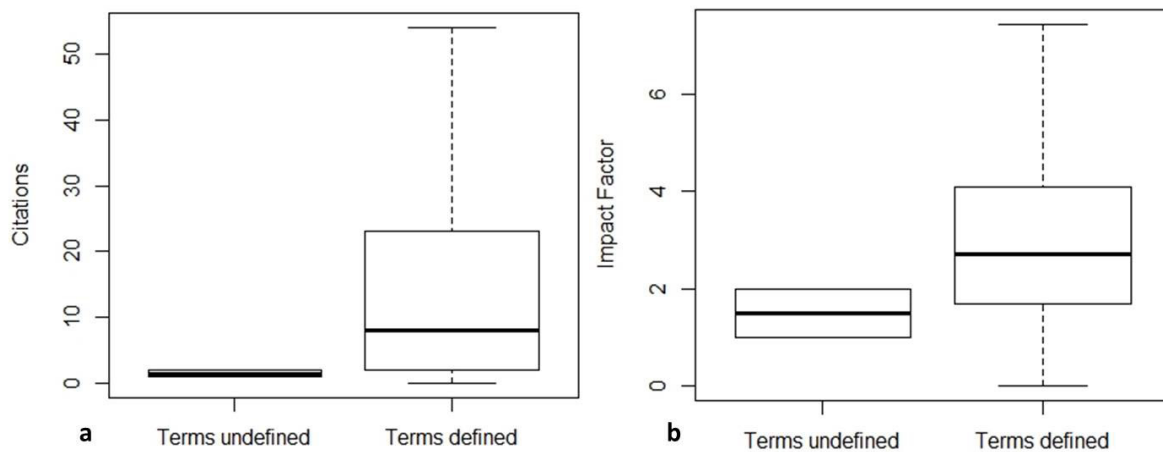 Citations
50
40
30
20
10
0
a
Terms undefined
Terms defined
Impact Factor
6
4
2
0
b
Terms undefined
Terms defined